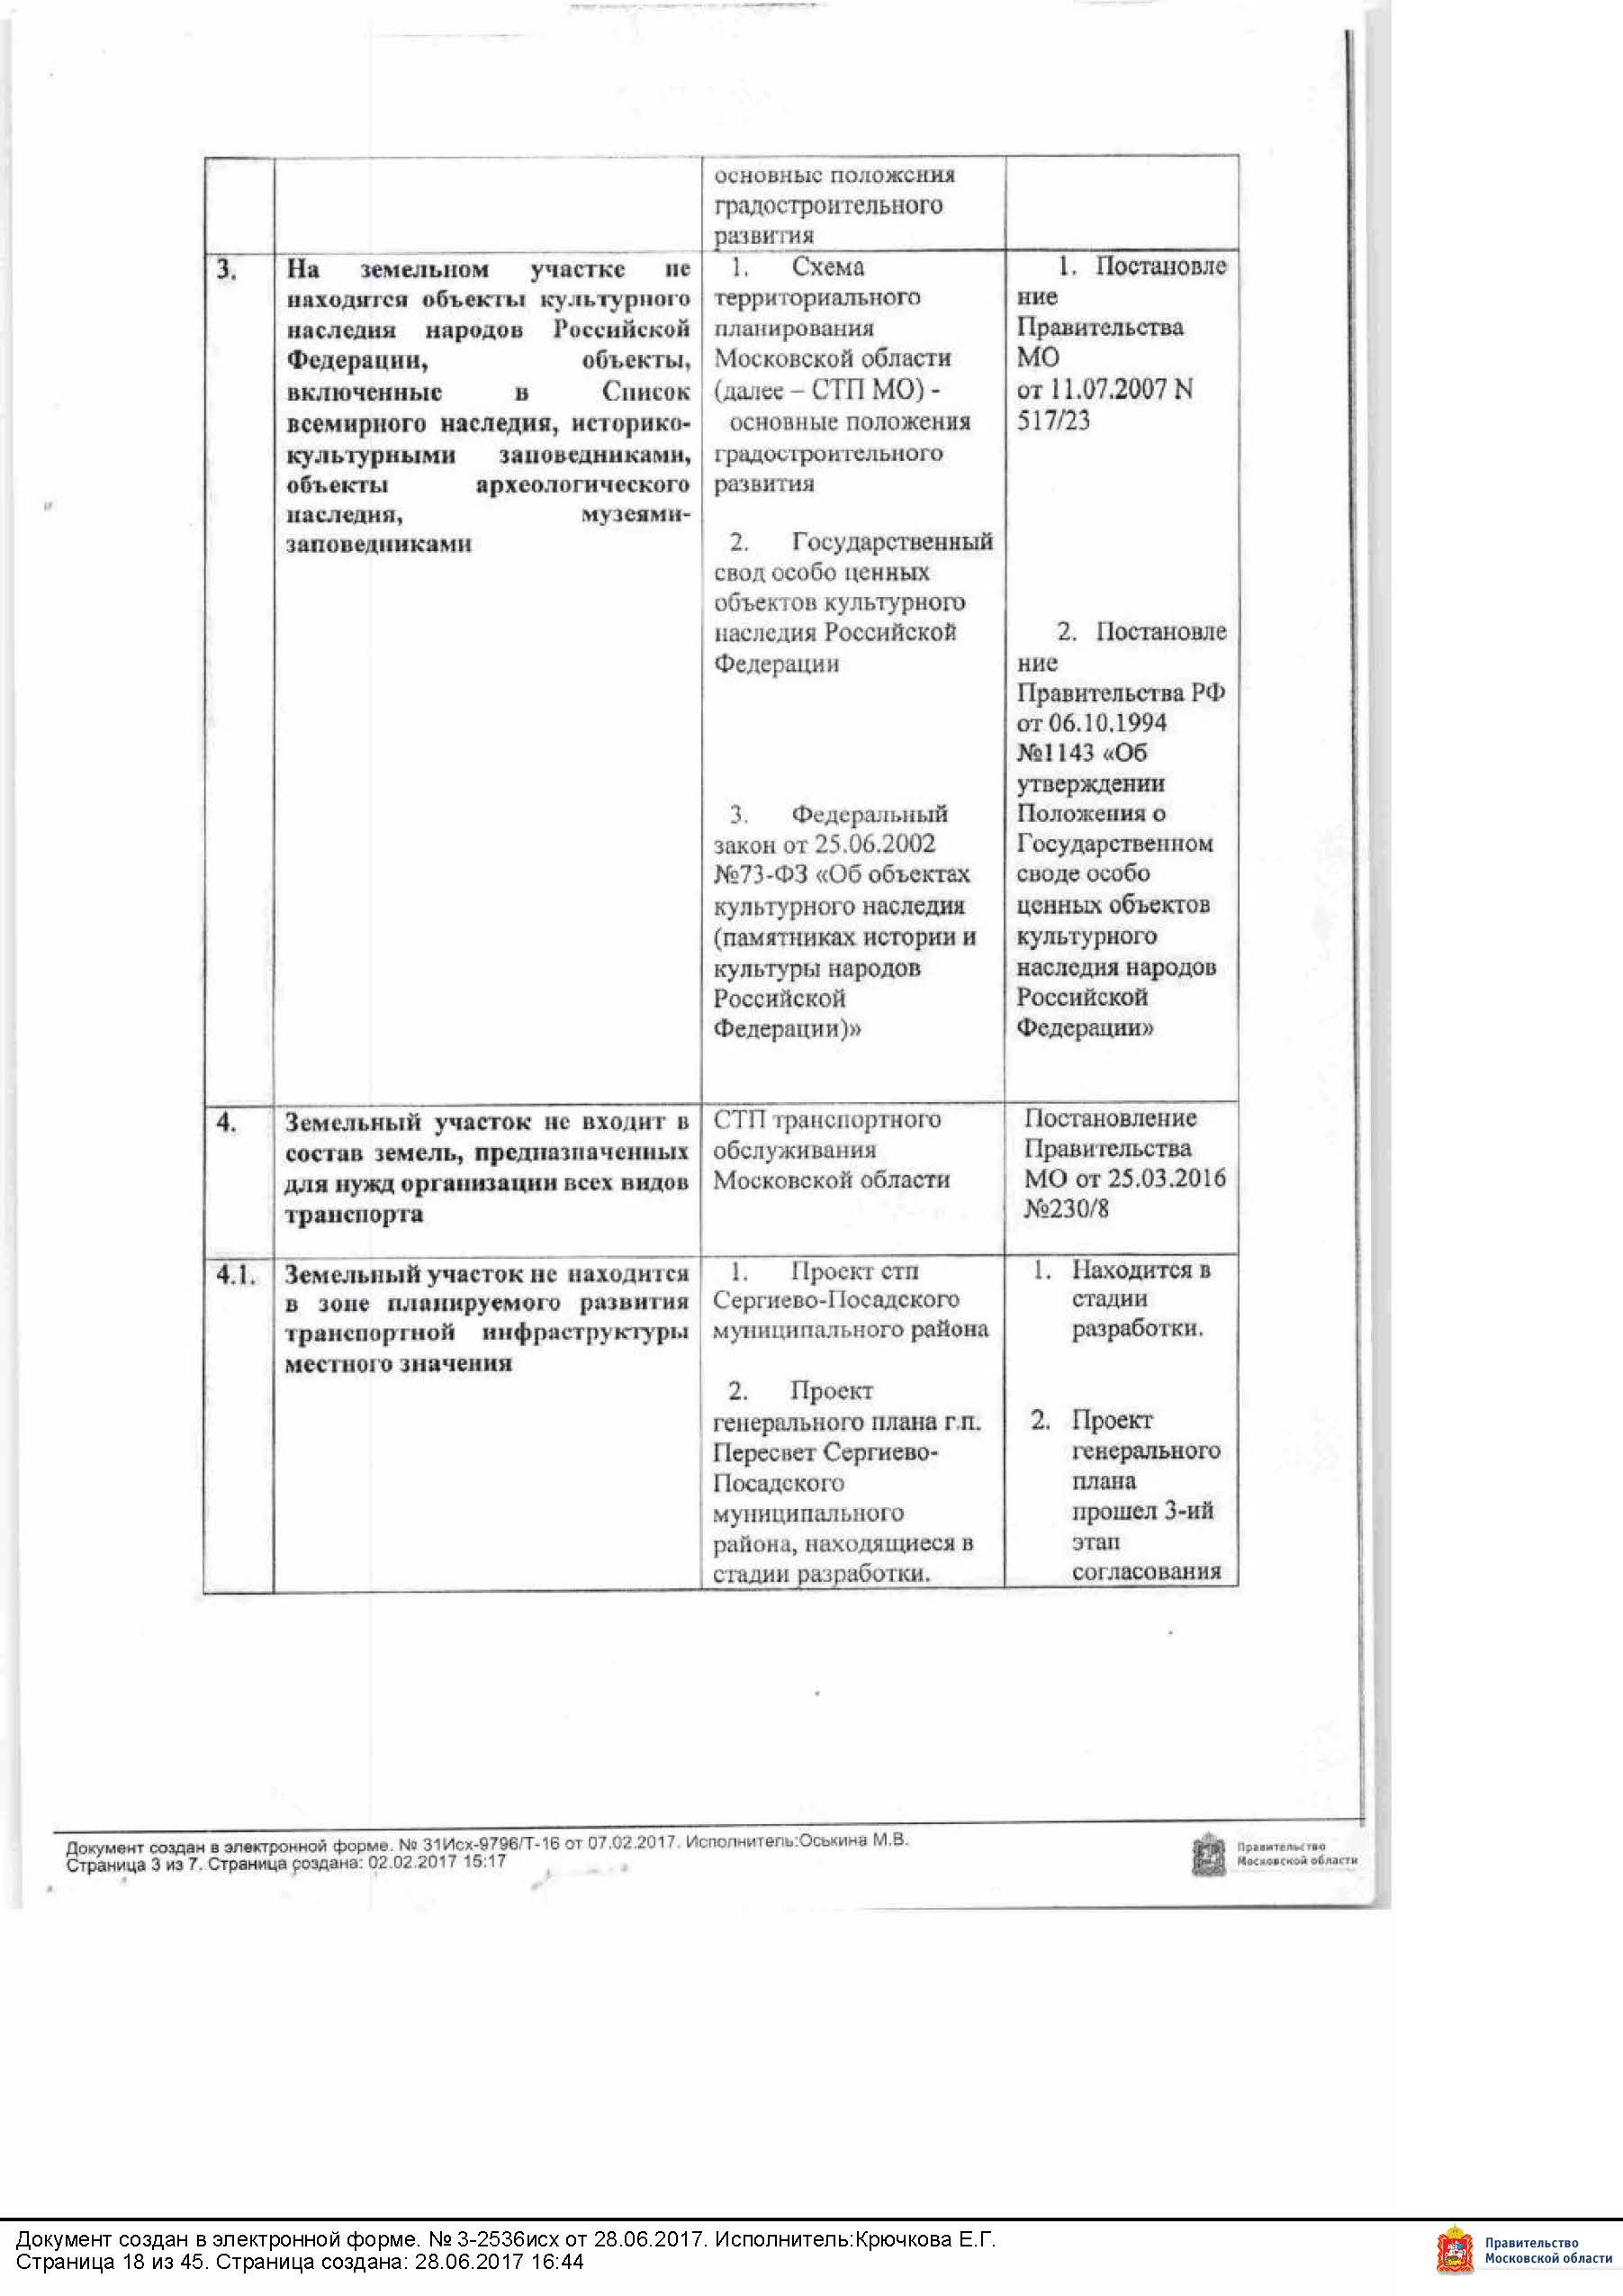 основные положения
градостроительного
развития
3.
На земельном участке не
находятся объекты культурного
наследия народов Российской
Федерации, объекты,
включенные в Список
всемирного наследия, историко-
культурными заповедниками,
объекты археологического
наследия, музеями-
заповедниками
1. Схема
территориального
планирования
Московской области
(далее – СТП МО) -
основные положения
градостроительного
развития
2. Государственный
свод особо ценных
объектов культурного
наследия Российской
Федерации
3. Федеральный
закон от 25.06.2002
№73-ФЗ «Об объектах
культурного наследия
(памятниках истории и
культуры народов
Российской
Федерации)»
1. Постановле
ние
Правительства
МО
от 11.07.2007 N
517/23
2. Постановле
ние
Правительства РФ
от 06.10.1994
№1143 «Об
утверждении
Положения о
Государственном
своде особо
ценных объектов
культурного
наследия народов
Российской
Федерации»
4.
Земельный участок не входит в
состав земель, предназначенных
для нужд организации всех видов
транспорта
СТП транспортного
обслуживания
Московской области
Постановление
Правительства
МО от 25.03.2016
№230/8
4.1.
Земельный участок не находится
в зоне планируемого развития
транспортной инфраструктуры
местного значения
1. Проект стп
Сергиево-Посадского
муниципального района
2. Проект
генерального плана г.п.
Пересвет Сергиево-
Посадского
муниципального
района, находящиеся в
стадии разработки.
1. Находится в
стадии
разработки.
2. Проект
генерального
плана
прошел 3-ий
этап
согласования
Документ создан в электронной форме. № 31Исх-9796/Т-16 от 07.02.2017. Исполнитель:Оськина М.В.
Страница 3 из 7. Страница создана: 02.02.2017 15:17
Правительство
Московской области
Документ создан в электронной форме. № 3-2536исх от 28.06.2017. Исполнитель:Крючкова Е.Г.
Страница 18 из 45. Страница создана: 28.06.2017 16:44
Правительство
Московской области